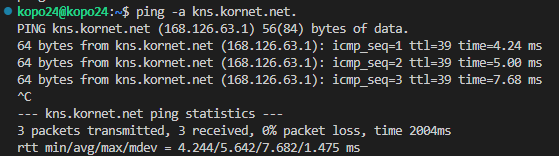 kopo24@kopo24:~$ ping -a kns.kornet.net.
PING kns.kornet.net (168.126.63.1) 56(84) bytes of data.
64 bytes from kns.kornet.net (168.126.63.1): icmp_seq=1 ttl=39 time=4.24 ms
64 bytes from kns.kornet.net (168.126.63.1): icmp_seq=2 ttl=39 time=5.00 ms
64 bytes from kns.kornet.net (168.126.63.1): icmp_seq=3 ttl=39 time=7.68 ms
^C
--- kns.kornet.net ping statistics ---
3 packets transmitted, 3 received, 0% packet loss, time 2004ms
rtt min/avg/max/mdev = 4.244/5.642/7.682/1.475 ms